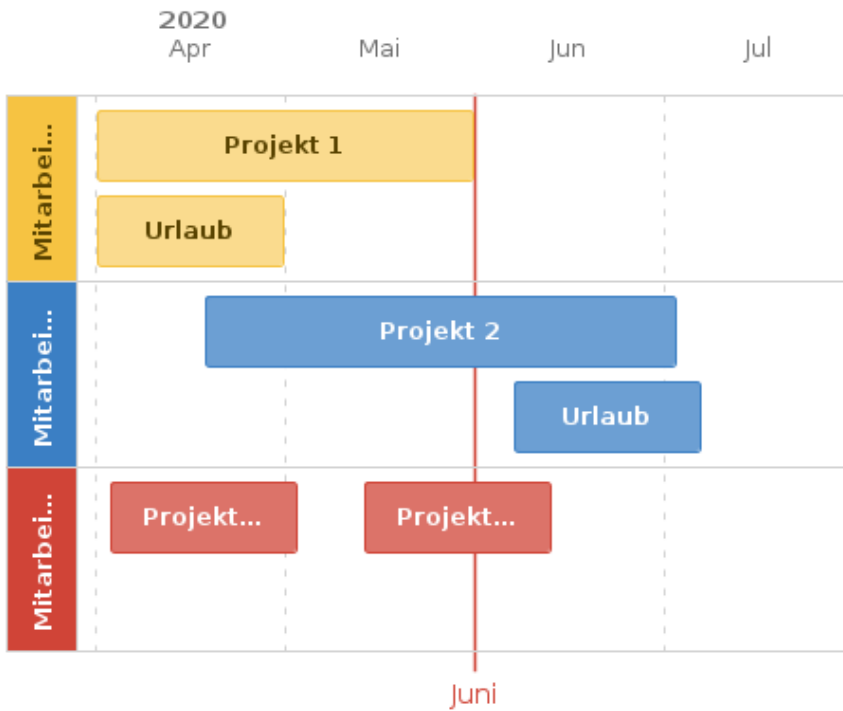 2020
Apr Mai Jun Jul
Mitarbei...
Projekt 1
Urlaub
Mitarbei...
Projekt 2
Urlaub
Mitarbei...
Projekt... Projekt...
Juni